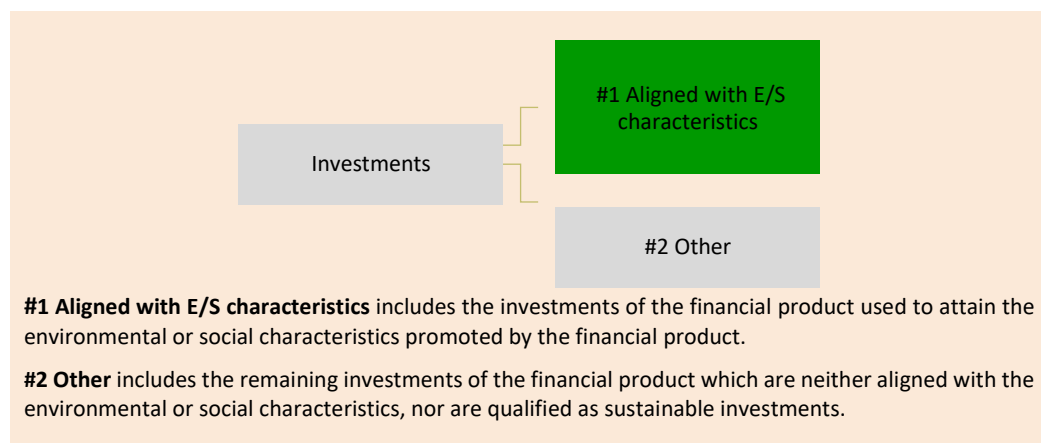 #1 Aligned with E/S
characteristics
Investments
#2 Other
#1 Aligned with E/S characteristics includes the investments of the financial product used to attain the
environmental or social characteristics promoted by the financial product.
#2 Other includes the remaining investments of the financial product which are neither aligned with the
environmental or social characteristics, nor are qualified as sustainable investments.